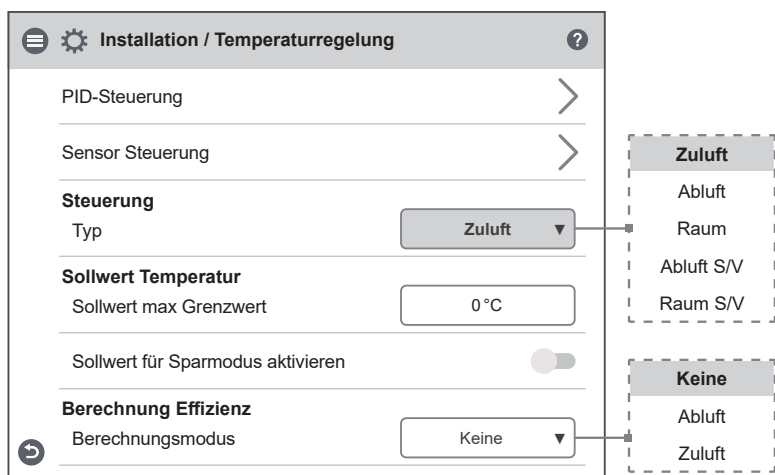 Installation / Temperaturregelung ?
PID-Steuerung
Sensor Steuerung
Steuerung
Typ Zuluft ▼
Sollwert Temperatur
Sollwert max Grenzwert 0 °C
Sollwert für Sparmodus aktivieren
Berechnung Effizienz
Berechnungsmodus Keine ▼
Zuluft
Abluft
Raum
Abluft S/V
Raum S/V
Keine
Abluft
Zuluft